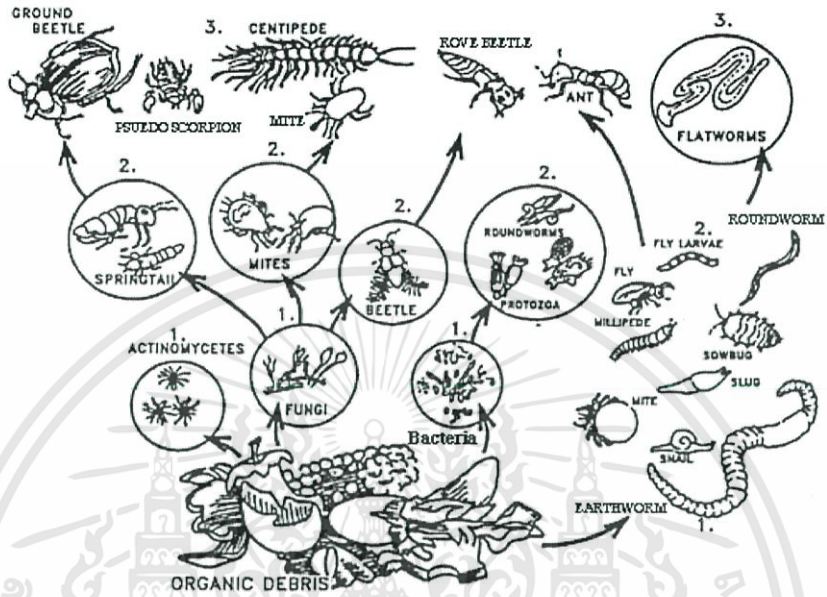 GROUND
BEETLE
3.
CENTIPEDE
ROVE BEETLE
3.
PSUEDO SCORPION
MITE
ANT
FLATWORMS
2.
2.
2.
2.
2.
SPRINGTAIL
MITES
BEETLE
ROUNDWORMS
PROTOZOA
FLY LARVAE
ROUNDWORM
FLY
MILLIPEDE
SOWBUG
1.
ACTINOMYCETES
1.
FUNGI
1.
Bacteria
MITE
SLUG
SNAIL
EARTHWORM
1.
ORGANIC DEBRIS